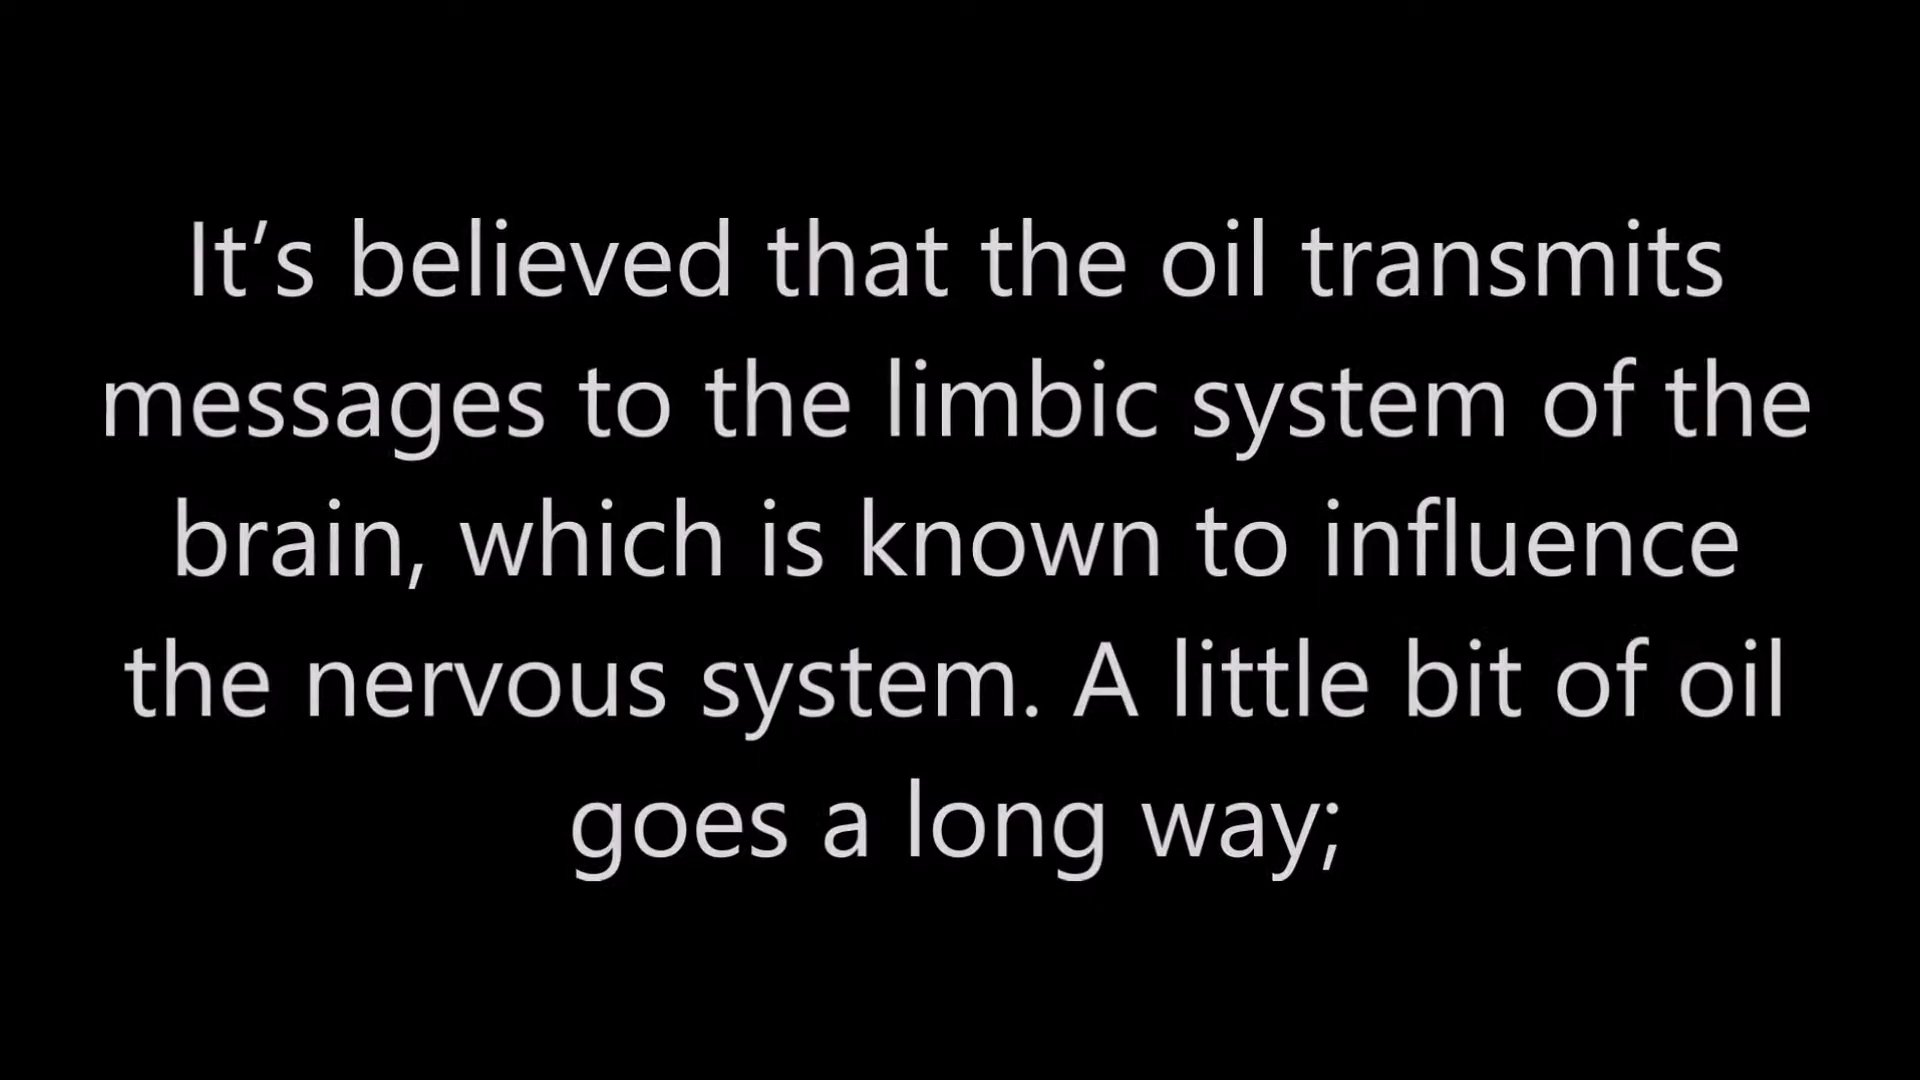 It’s believed that the oil transmits
messages to the limbic system of the
brain, which is known to influence
the nervous system. A little bit of oil
goes a long way;